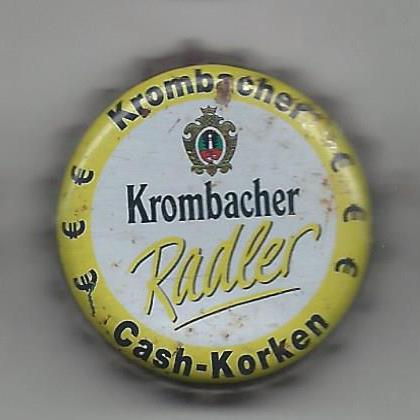 Krombacher
€ € €
€ € €
Krombacher
Radler
Cash-Korken